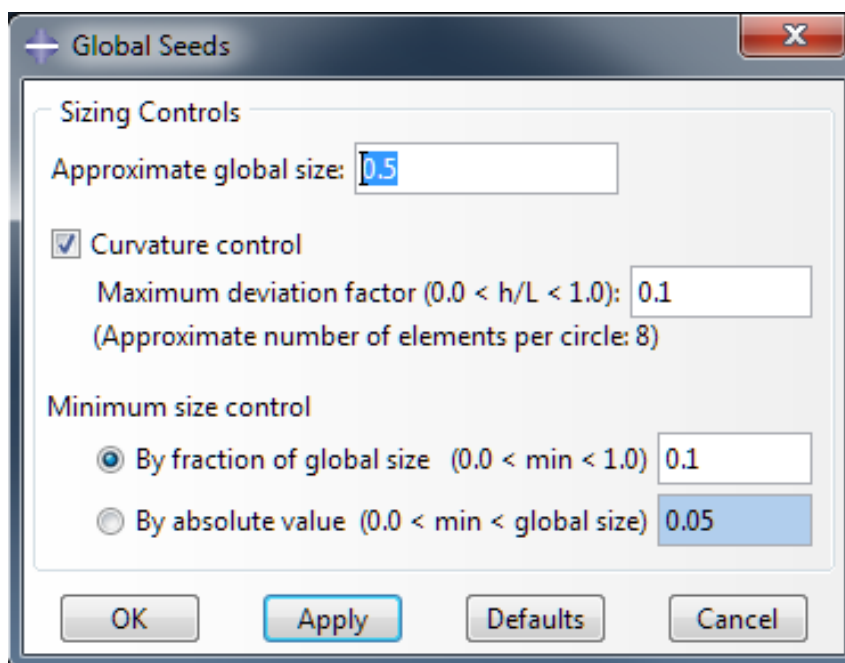 Global Seeds
Sizing Controls
Approximate global size: 0.5
Curvature control
Maximum deviation factor (0.0 < h/L < 1.0): 0.1
(Approximate number of elements per circle: 8)
Minimum size control
By fraction of global size (0.0 < min < 1.0) 0.1
By absolute value (0.0 < min < global size) 0.05
OK Apply Defaults Cancel